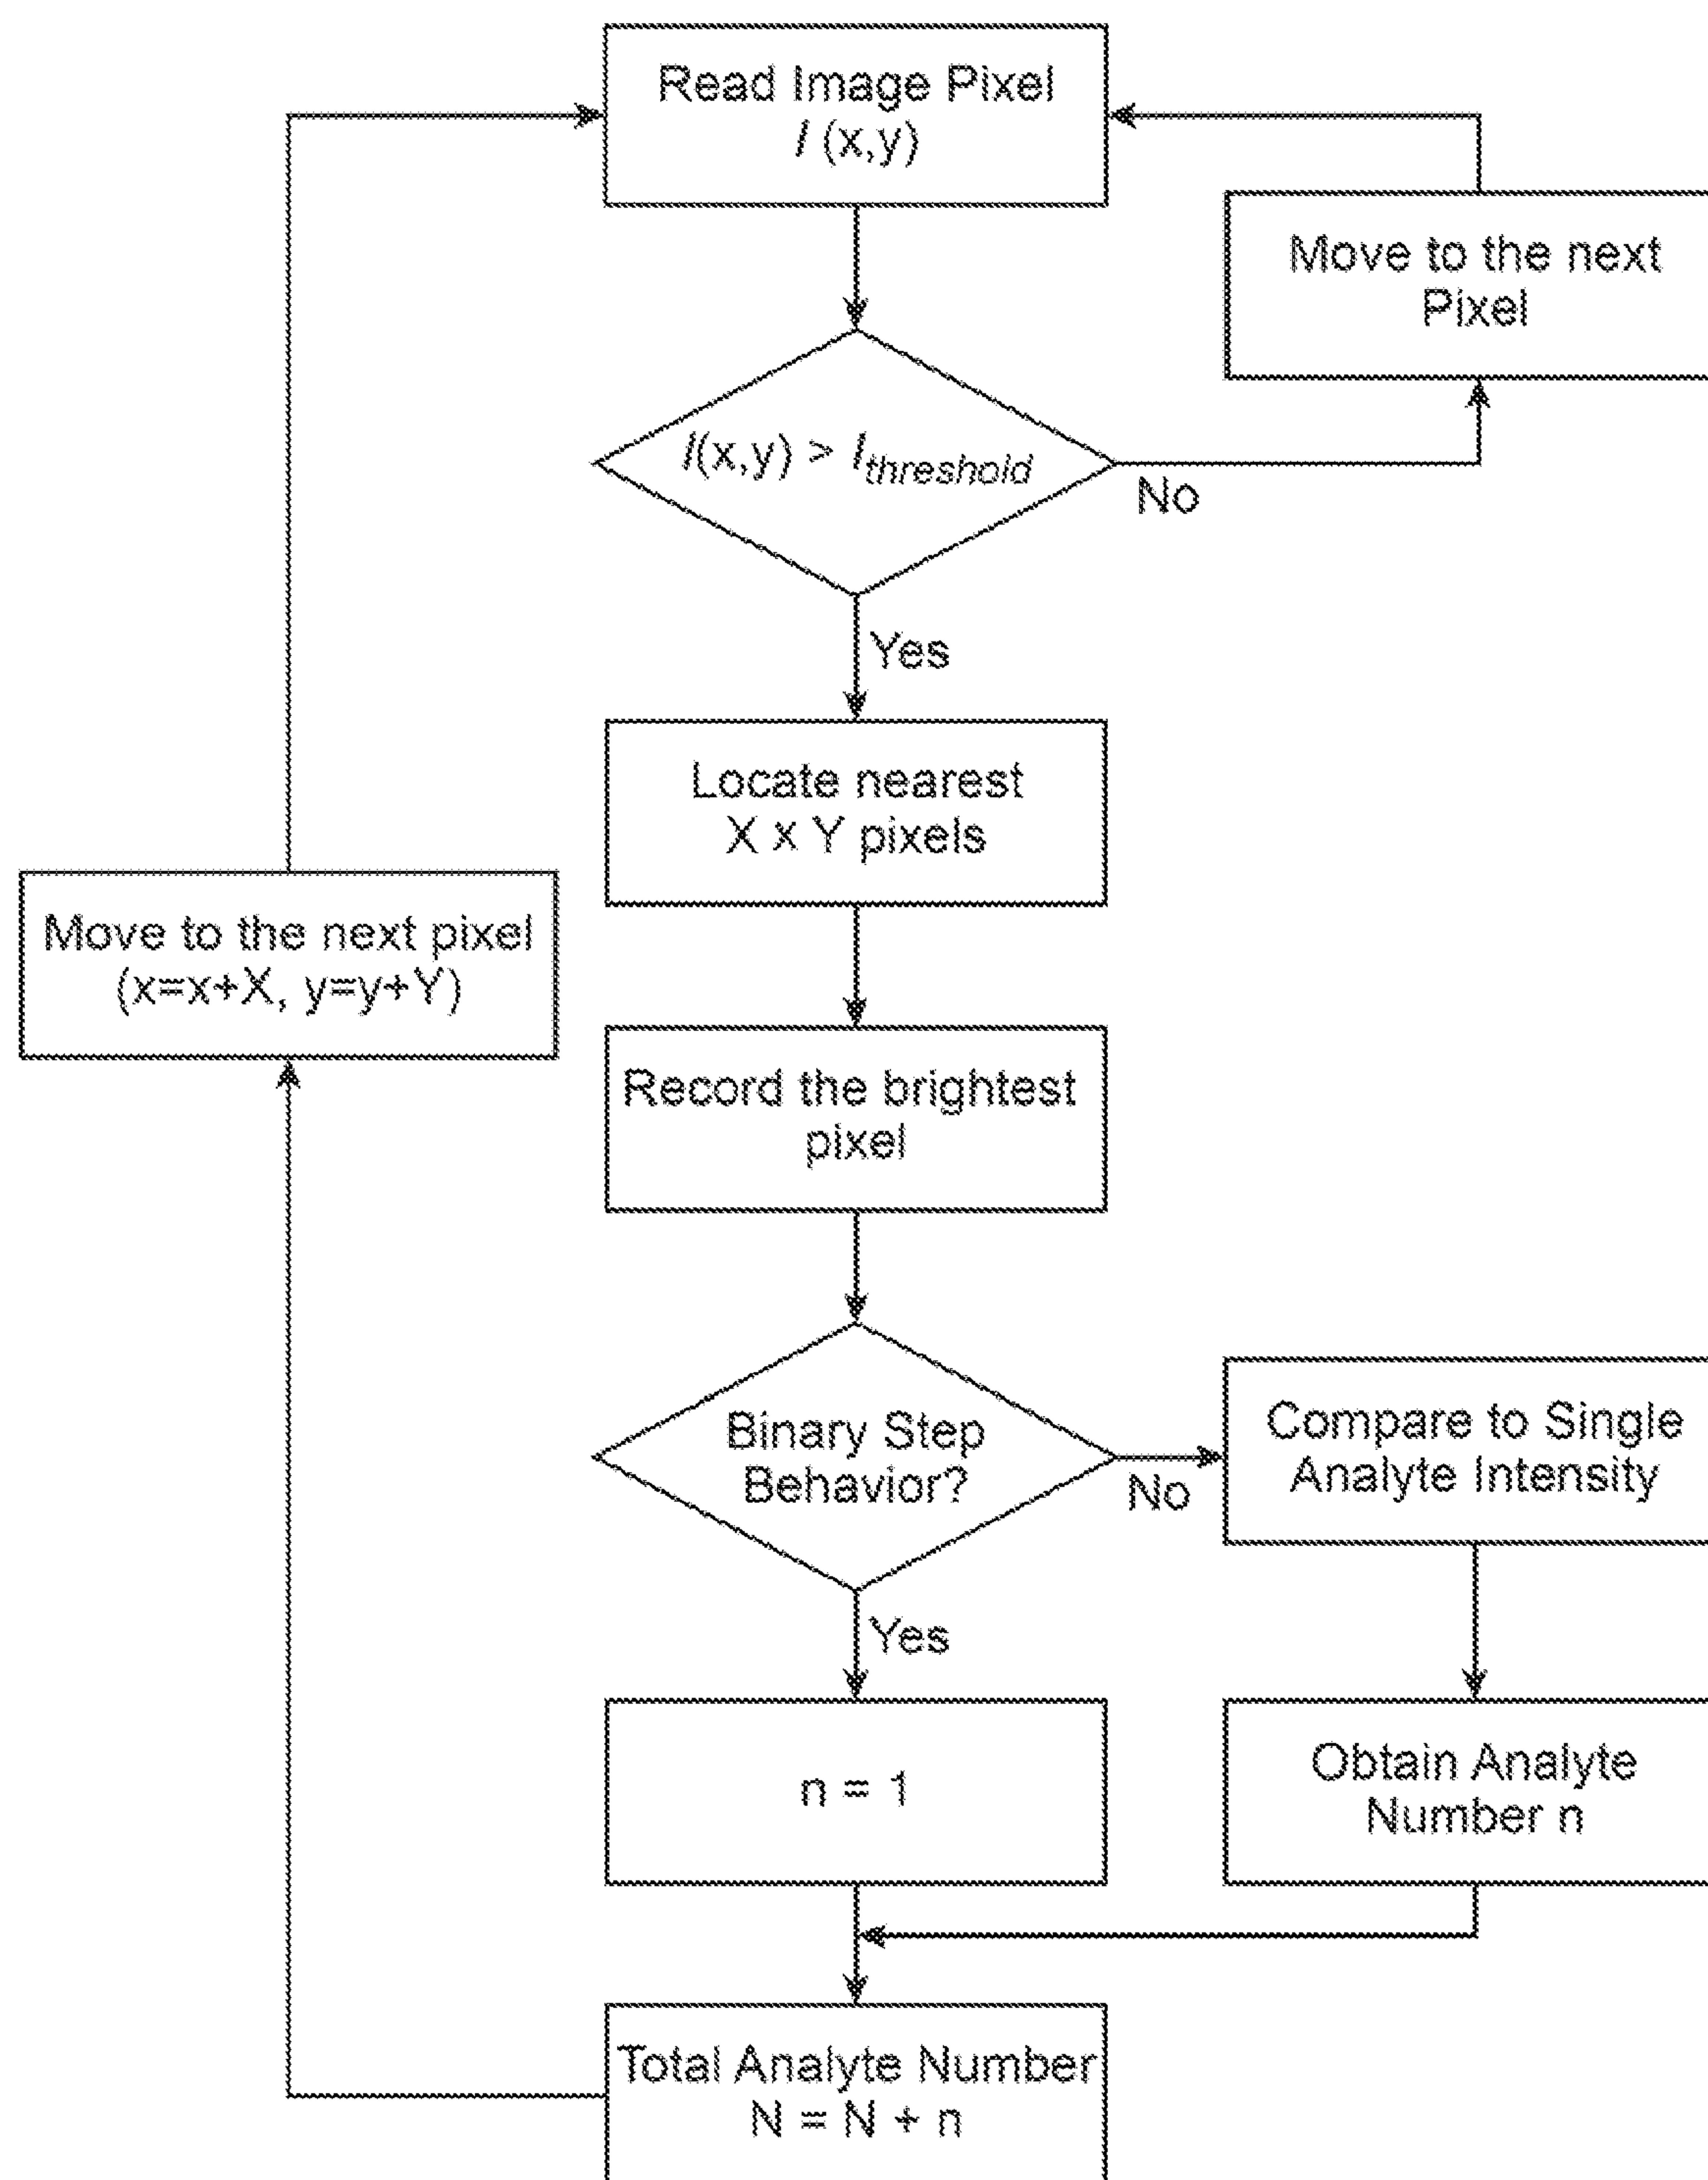 Read Image Pixel
I (x,y)
Move to the next
Pixel
I(x,y) > Ithreshold
No
Yes
Locate nearest
X x Y pixels
Move to the next pixel
(x=x+X, y=y+Y)
Record the brightest
pixel
Binary Step
Behavior?
No
Compare to Single
Analyte Intensity
Yes
n = 1
Obtain Analyte
Number n
Total Analyte Number
N = N + n